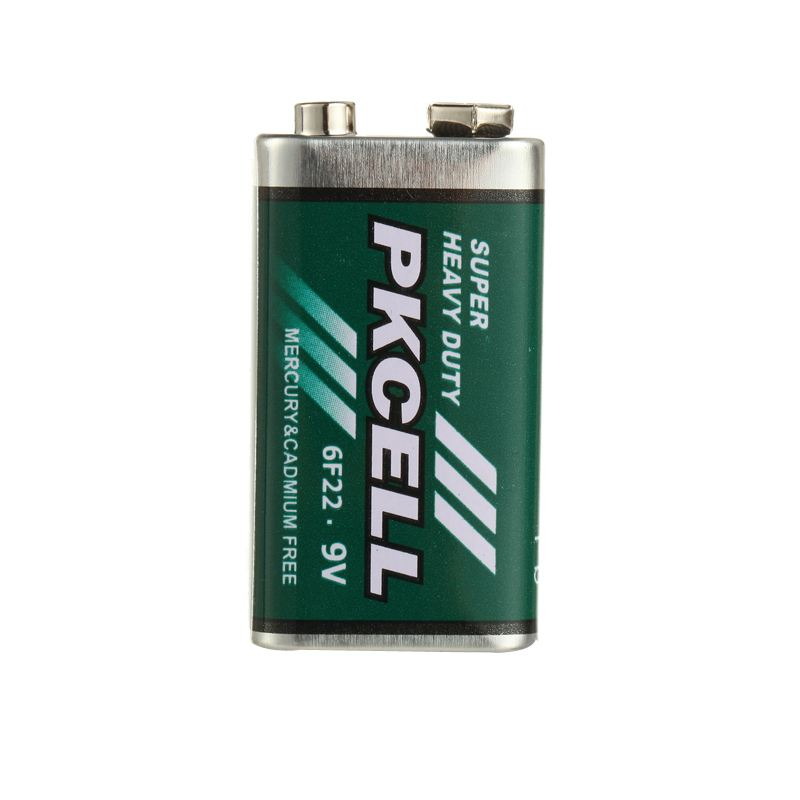 SUPER
HEAVY DUTY
PKCELL
6F22 · 9V
MERCURY&CADMIUM FREE